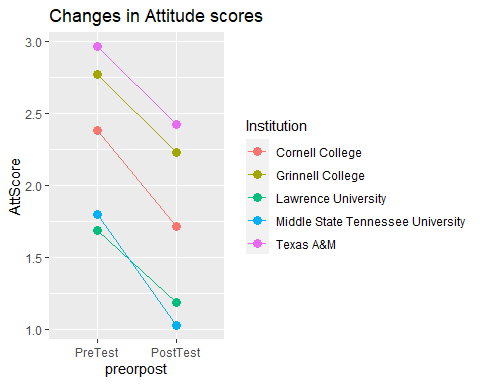 Changes in Attitude scores
AttScore
3.0
2.5
2.0
1.5
1.0
PreTest PostTest
preorpost
Institution
Cornell College
Grinnell College
Lawrence University
Middle State Tennessee University
Texas A&M